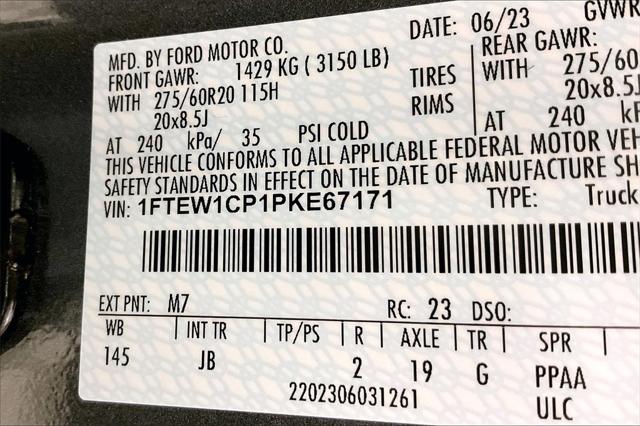 MFD. BY FORD MOTOR CO. DATE: 06/23 GVWR
FRONT GAWR: 1429 KG ( 3150 LB) REAR GAWR:
WITH 275/60R20 115H TIRES WITH 275/60
20x8.5J RIMS 20x8.5J
AT 240 kPa/ 35 PSI COLD AT 240
THIS VEHICLE CONFORMS TO ALL APPLICABLE FEDERAL MOTOR VEH
SAFETY STANDARDS IN EFFECT ON THE DATE OF MANUFACTURE SH
VIN: 1FTEW1CP1PKE67171 TYPE: Truck
EXT PNT: M7 RC: 23 DSO:
WB INT TR TP/PS R AXLE TR SPR
145 JB 2 19 G PPAA
2202306031261 ULC